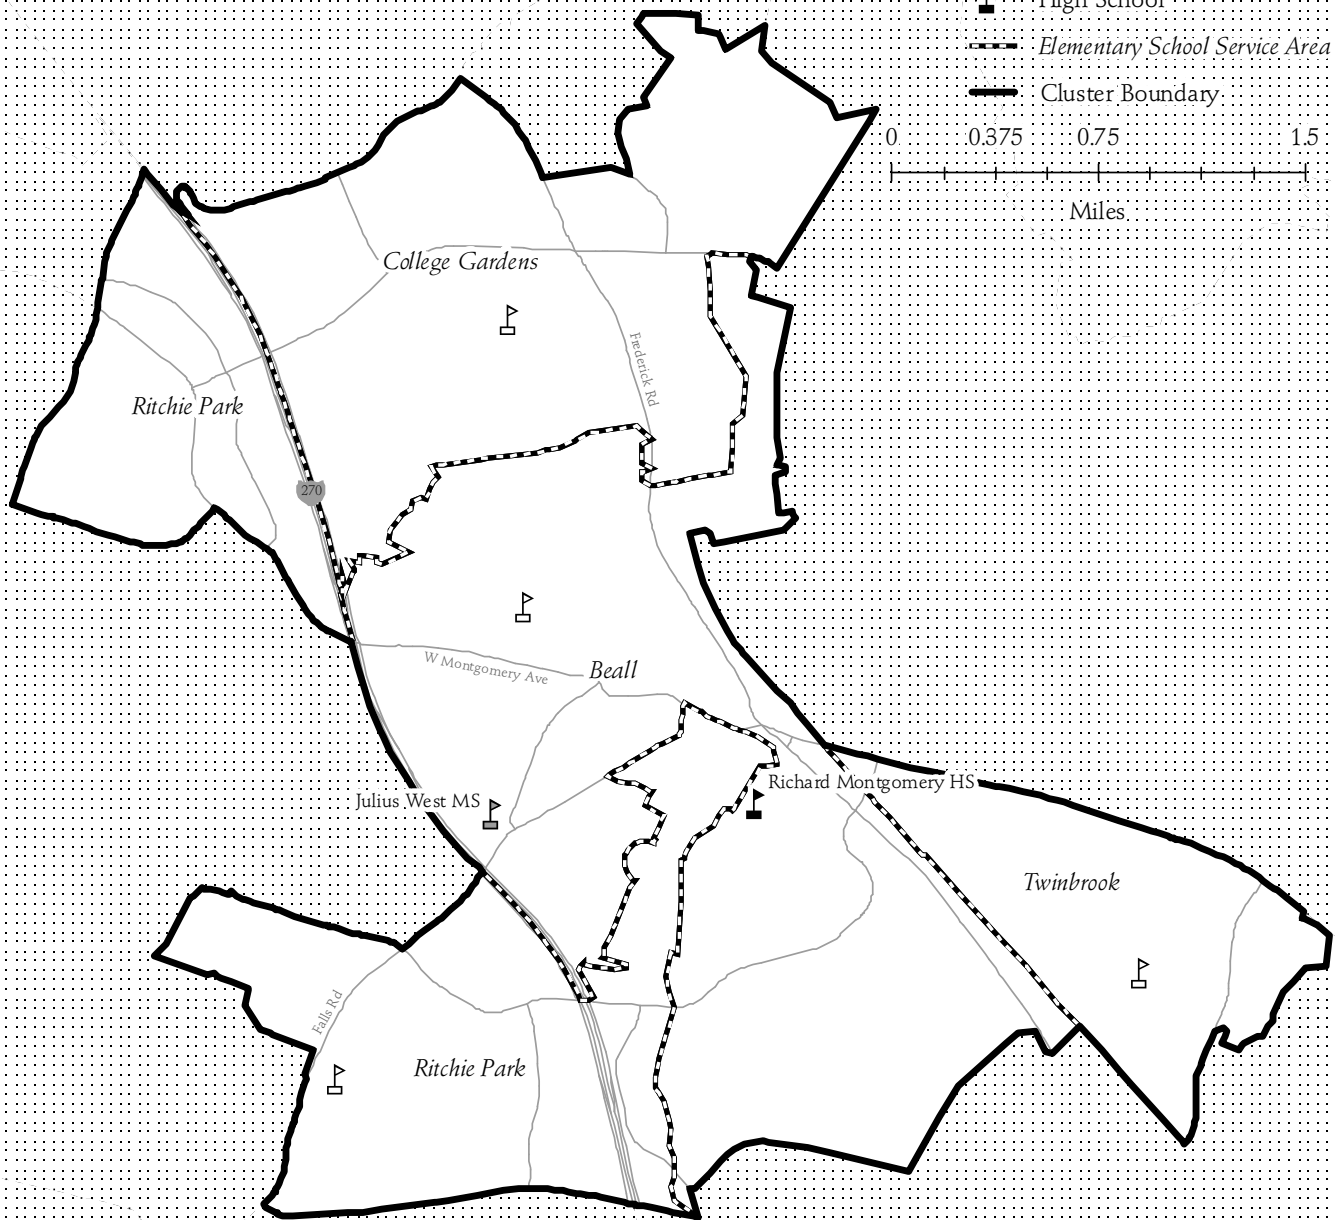 High School
Elementary School Service Area
Cluster Boundary
0 0.375 0.75 1.5
Miles
College Gardens
Frederick Rd
Ritchie Park
270
W Montgomery Ave
Beall
Richard Montgomery HS
Julius West MS
Twinbrook
Falls Rd
Ritchie Park